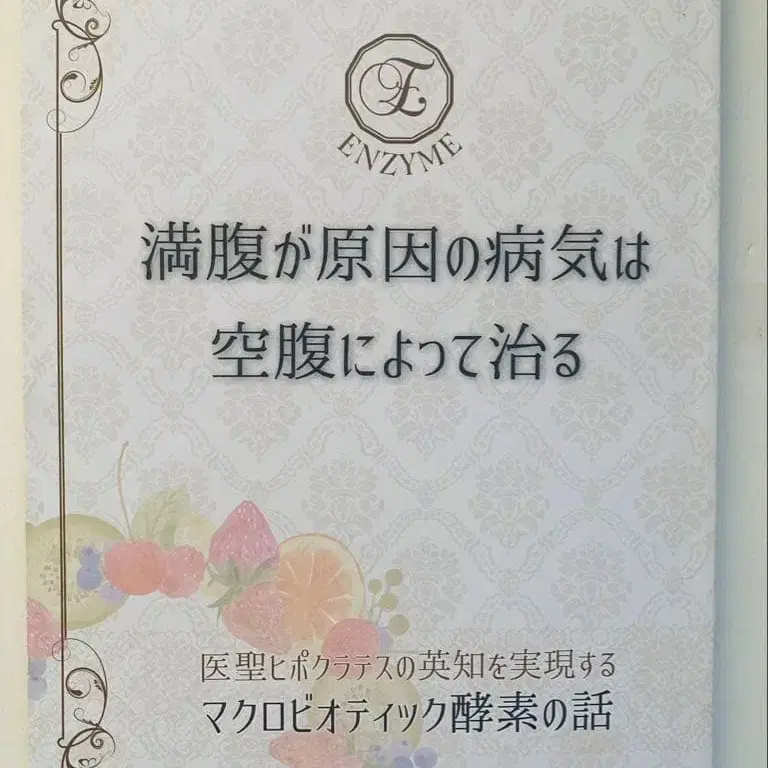 E
ENZYME
満腹が原因の病気は
空腹によって治る
医聖ヒポクラテスの英知を実現する
マクロビオティック酵素の話